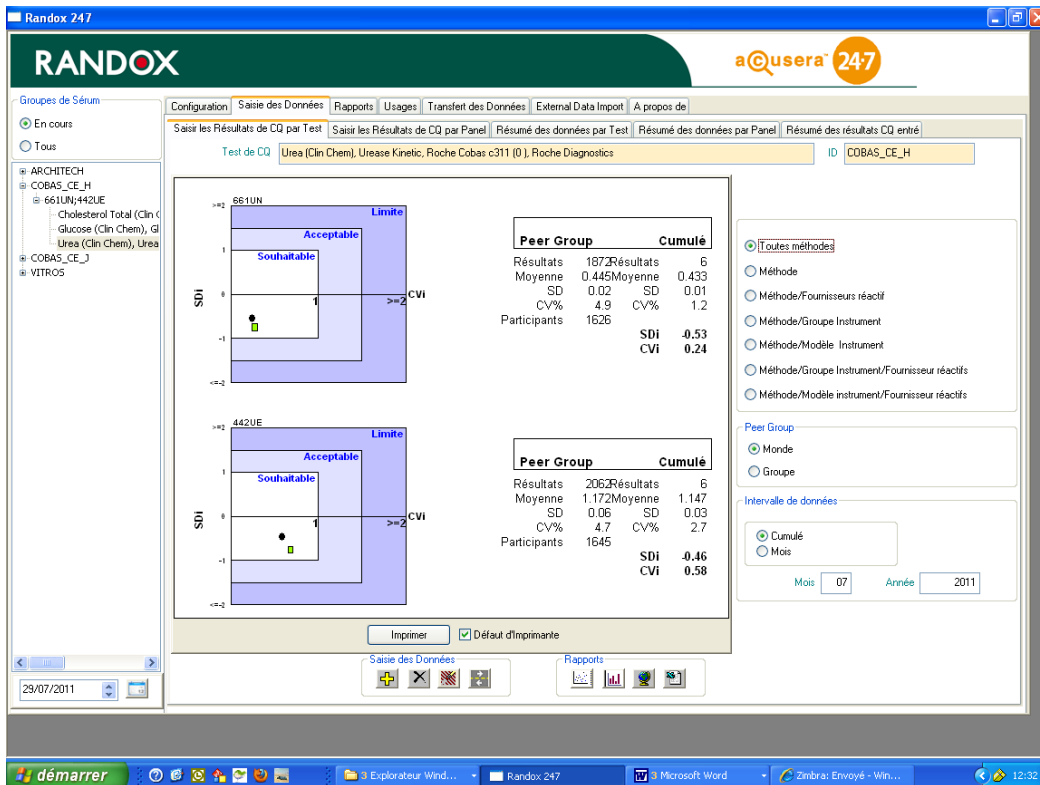 Randox 247
RANDOX
acusera 24•7
Groupes de Sérum
En cours
Tous
ARCHITECH
COBAS_CE_H
661UN;442UE
Cholesterol Total (Clin C
Glucose (Clin Chem), Gl
Urea (Clin Chem), Urea
COBAS_CE_J
VITROS
29/07/2011
Configuration Saisie des Données Rapports Usages Transfert des Données External Data Import A propos de
Saisir les Résultats de CQ par Test Saisir les Résultats de CQ par Panel Résumé des données par Test Résumé des données par Panel Résumé des résultats CQ entré
Test de CQ Urea (Clin Chem), Urease Kinetic, Roche Cobas c311 (0 ), Roche Diagnostics ID COBAS_CE_H
661UN
>=2
Limite
Acceptable
1
Souhaitable
SDi
0
1 >=2 CVi
-1
<=-2
Peer Group Cumulé
Résultats 1872 Résultats 6
Moyenne 0.445 Moyenne 0.433
SD 0.02 SD 0.01
CV% 4.9 CV% 1.2
Participants 1626
SDi -0.53
CVi 0.24
442UE
>=2
Limite
Acceptable
1
Souhaitable
SDi
0
1 >=2 CVi
-1
<=-2
Peer Group Cumulé
Résultats 2062 Résultats 6
Moyenne 1.172 Moyenne 1.147
SD 0.06 SD 0.03
CV% 4.7 CV% 2.7
Participants 1645
SDi -0.46
CVi 0.58
Imprimer Défaut d'Imprimante
Saisie des Données Rapports
Toutes méthodes
Méthode
Méthode/Fournisseurs réactif
Méthode/Groupe Instrument
Méthode/Modèle Instrument
Méthode/Groupe Instrument/Fournisseur réactifs
Méthode/Modèle instrument/Fournisseur réactifs
Peer Group
Monde
Groupe
Intervalle de données
Cumulé
Mois
Mois 07 Année 2011
démarrer 3 Explorateur Wind... Randox 247 3 Microsoft Word Zimbra: Envoyé - Win... 12:32